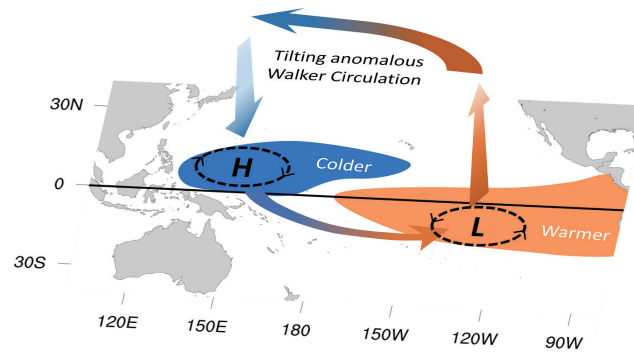 Tilting anomalous
Walker Circulation
30N
H
Colder
0
L
Warmer
30S
120E
150E
180
150W
120W
90W